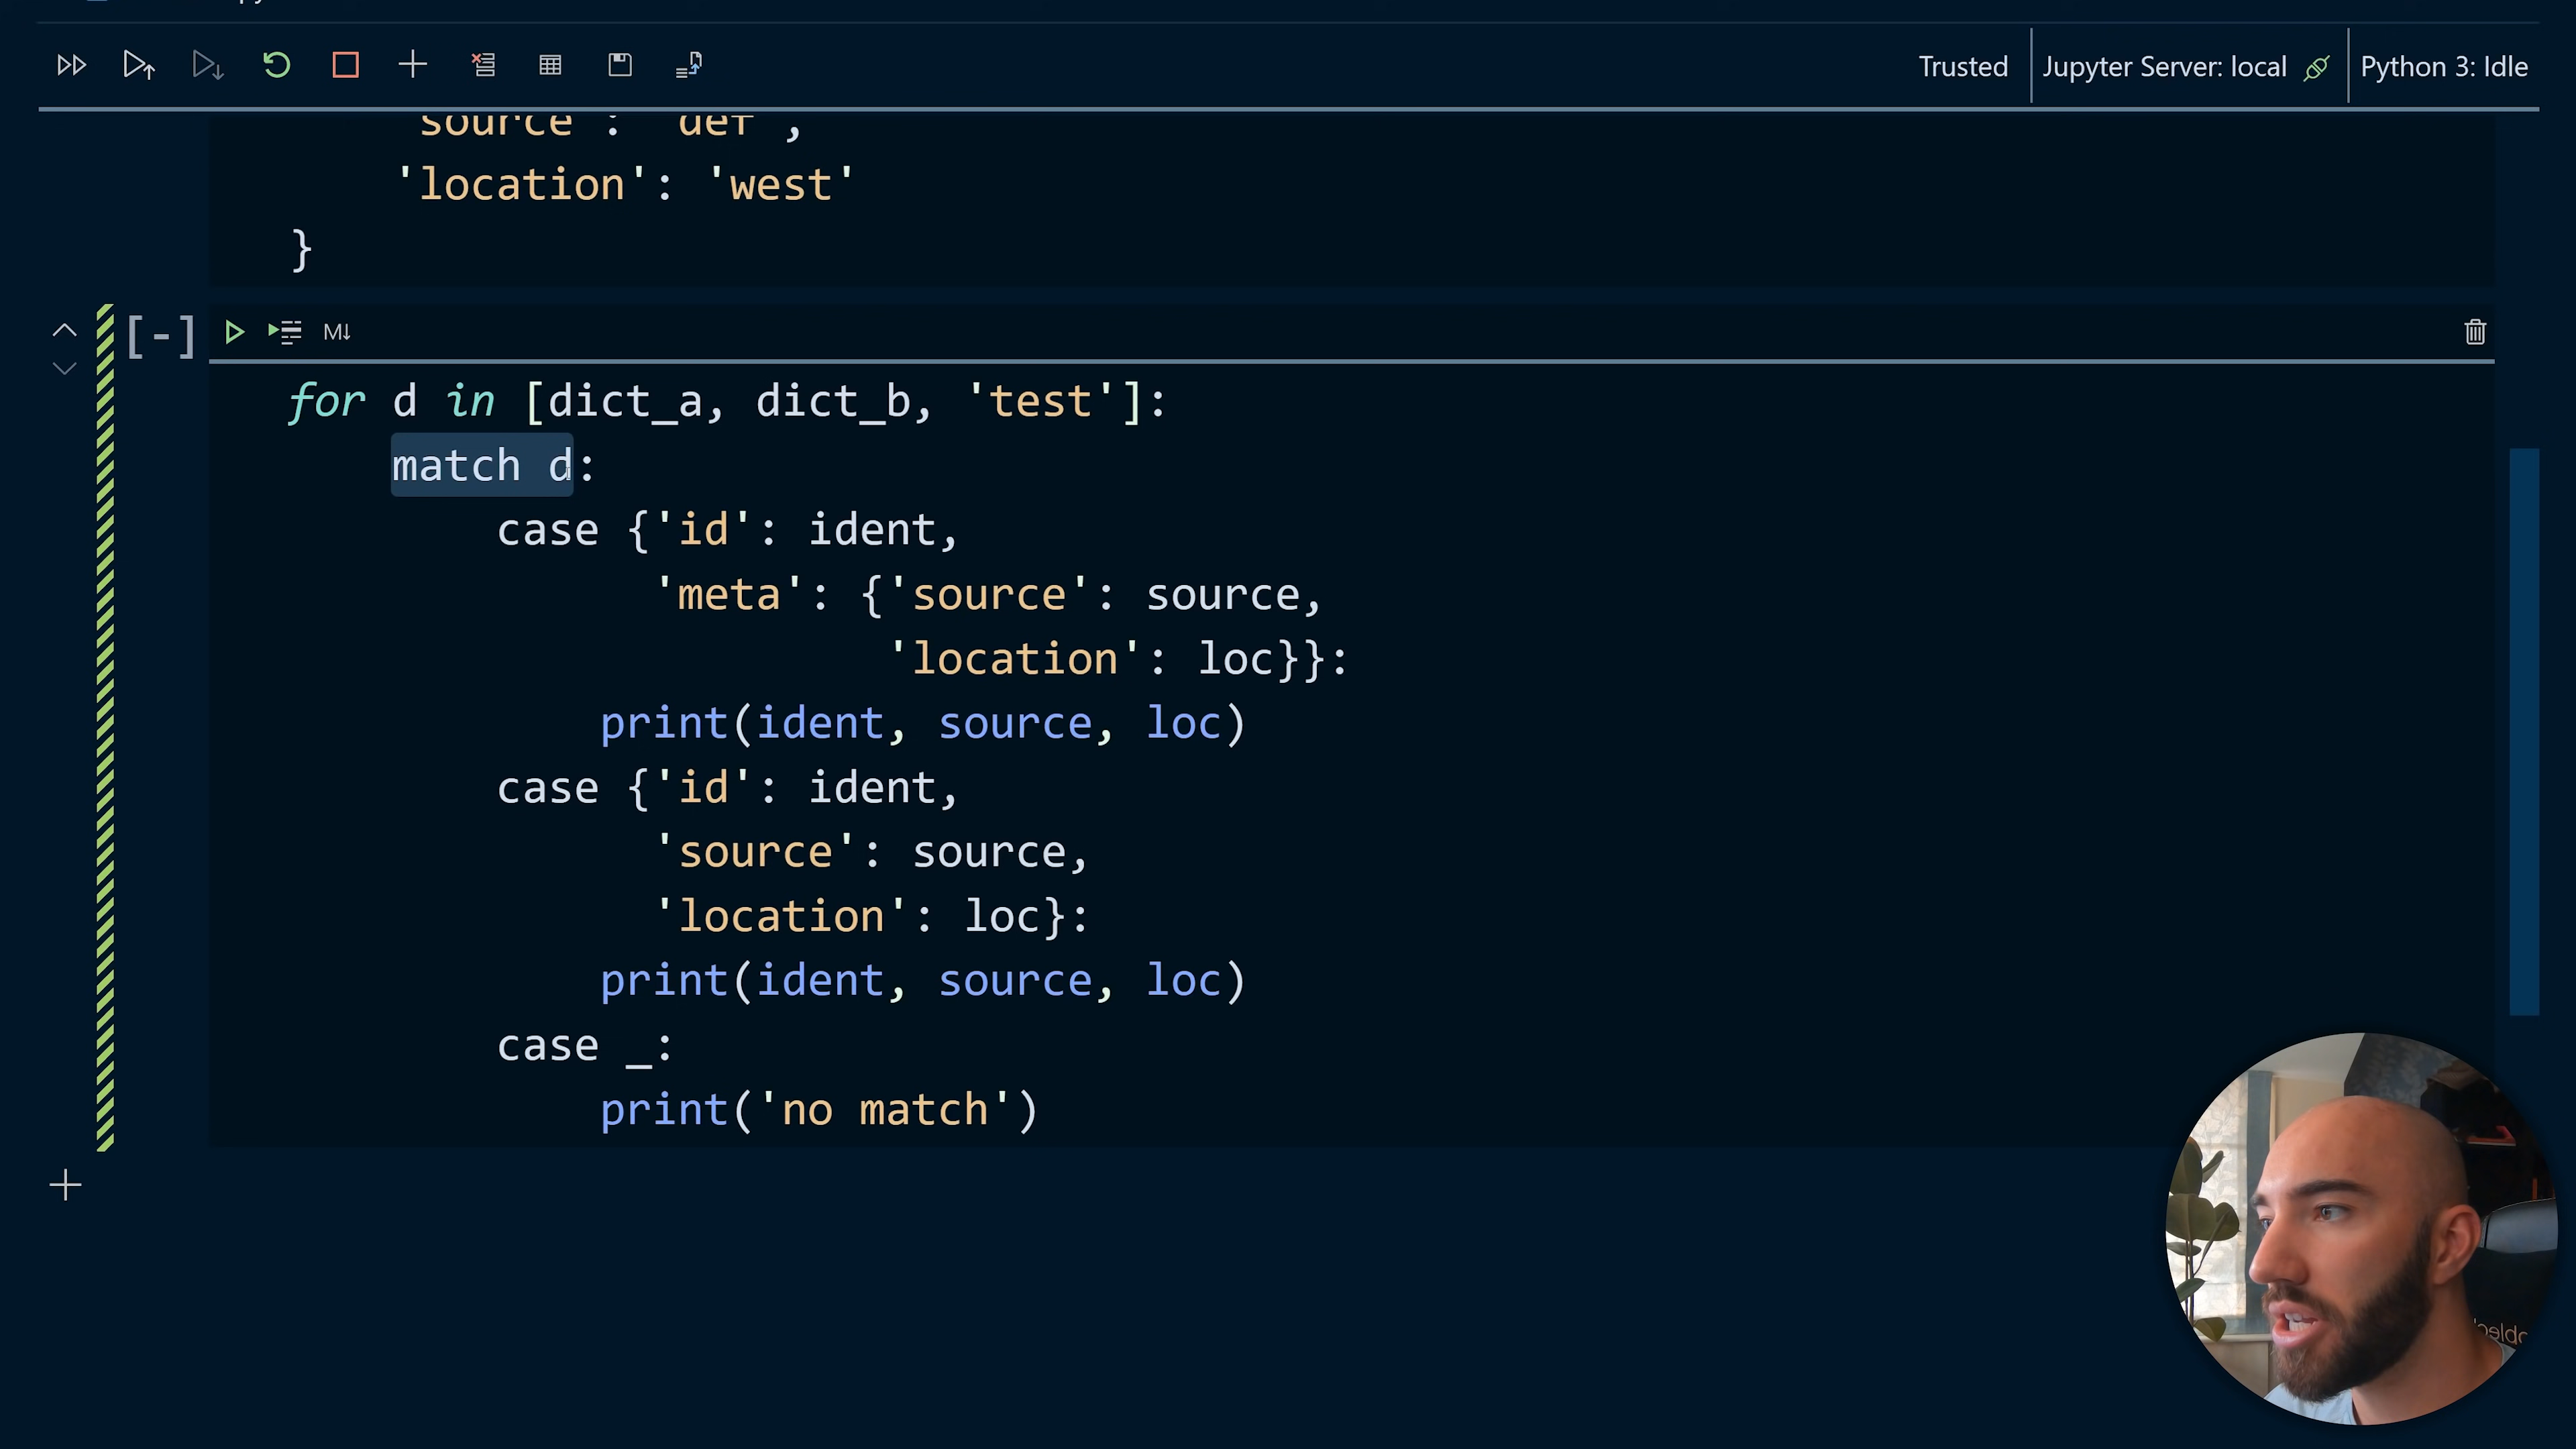 Trusted
Jupyter Server: local
Python 3: Idle
'source': 'def',
'location': 'west'
}
[-]
M↓
for d in [dict_a, dict_b, 'test']:
match d:
case {'id': ident,
'meta': {'source': source,
'location': loc}}:
print(ident, source, loc)
case {'id': ident,
'source': source,
'location': loc}:
print(ident, source, loc)
case _:
print('no match')